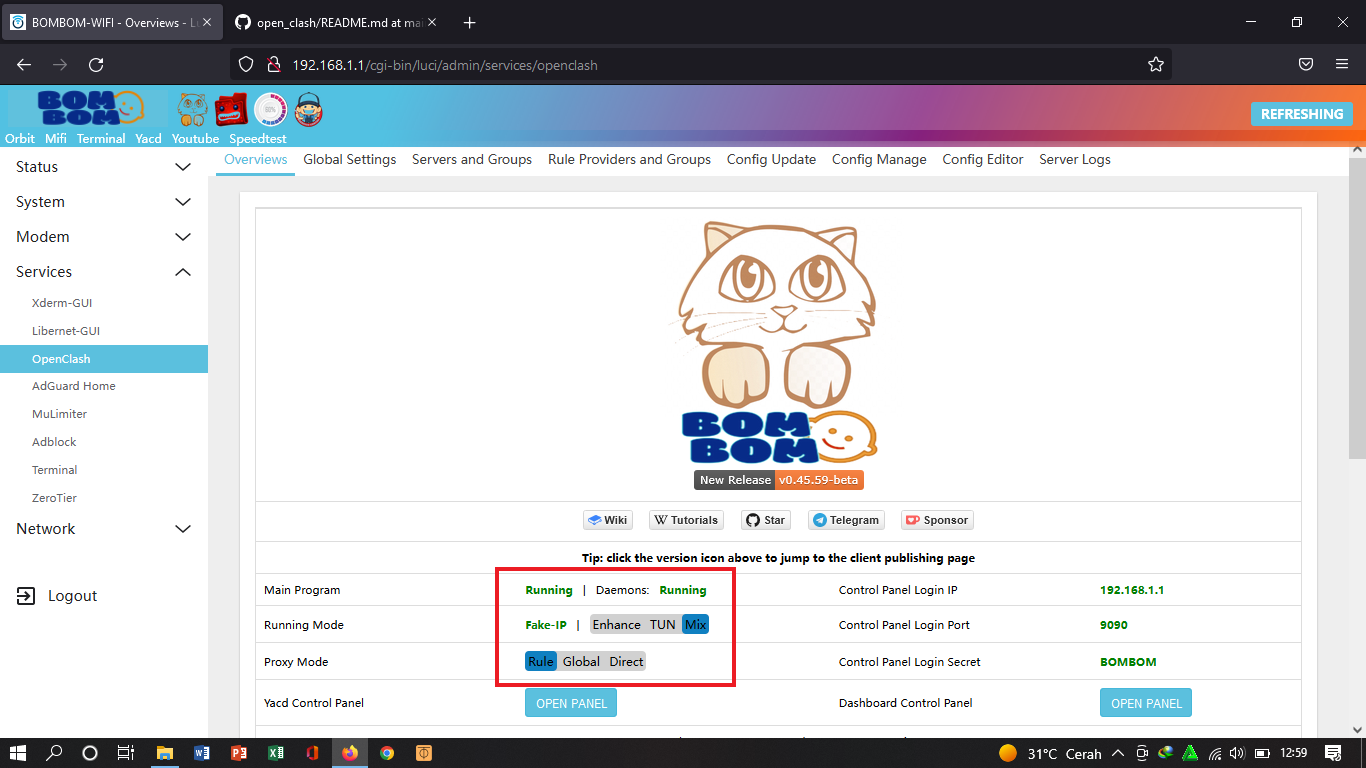 BOMBOM-WIFI - Overviews - Lu
open_clash/README.md at mai
192.168.1.1/cgi-bin/luci/admin/services/openclash
BOM
BOM
REFRESHING
Orbit Mifi Terminal Yacd Youtube Speedtest
Status
System
Modem
Services
Xderm-GUI
Libernet-GUI
OpenClash
AdGuard Home
MuLimiter
Adblock
Terminal
ZeroTier
Network
Logout
Overviews Global Settings Servers and Groups Rule Providers and Groups Config Update Config Manage Config Editor Server Logs
BOM
BOM
New Release v0.45.59-beta
Wiki Tutorials Star Telegram Sponsor
Tip: click the version icon above to jump to the client publishing page
Main Program Running | Daemons: Running Control Panel Login IP 192.168.1.1
Running Mode Fake-IP | Enhance TUN Mix Control Panel Login Port 9090
Proxy Mode Rule Global Direct Control Panel Login Secret BOMBOM
Yacd Control Panel OPEN PANEL Dashboard Control Panel OPEN PANEL
31°C Cerah 12:59